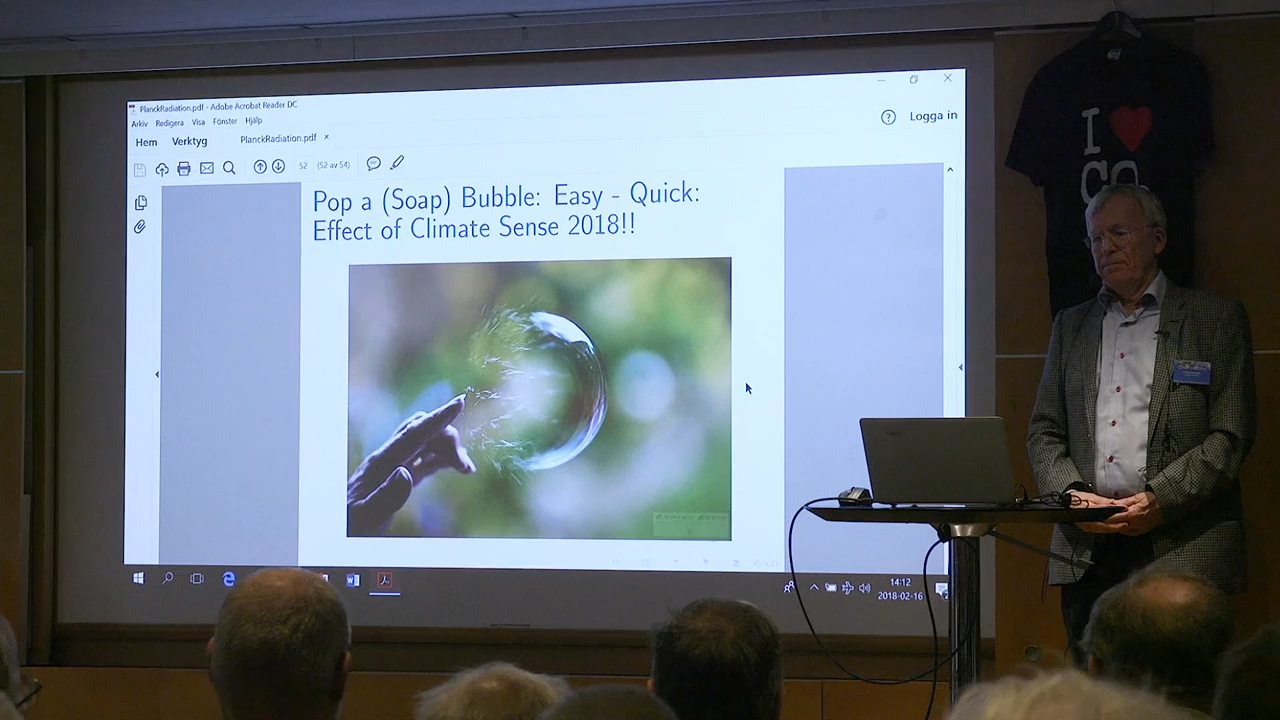 PlanckRadiation.pdf - Adobe Acrobat Reader DC
Arkiv Redigera Visa Fönster Hjälp
Hem Verktyg PlanckRadiation.pdf ×
? Logga in
52 (52 av 54)
Pop a (Soap) Bubble: Easy - Quick:
Effect of Climate Sense 2018!!
I ♥
CO
14:12
2018-02-16